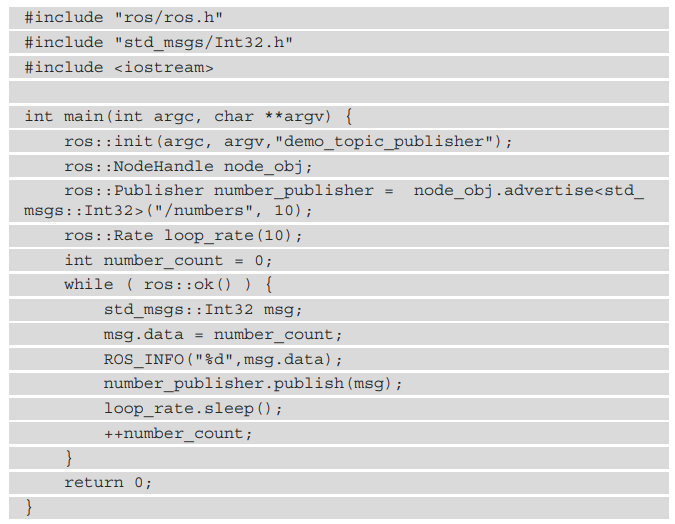 #include "ros/ros.h"
#include "std_msgs/Int32.h"
#include <iostream>

int main(int argc, char **argv) {
    ros::init(argc, argv,"demo_topic_publisher");
    ros::NodeHandle node_obj;
    ros::Publisher number_publisher =  node_obj.advertise<std_
msgs::Int32>("/numbers", 10);
    ros::Rate loop_rate(10);
    int number_count = 0;
    while ( ros::ok() ) {
        std_msgs::Int32 msg;
        msg.data = number_count;
        ROS_INFO("%d",msg.data);
        number_publisher.publish(msg);
        loop_rate.sleep();
        ++number_count;
    }
    return 0;
}